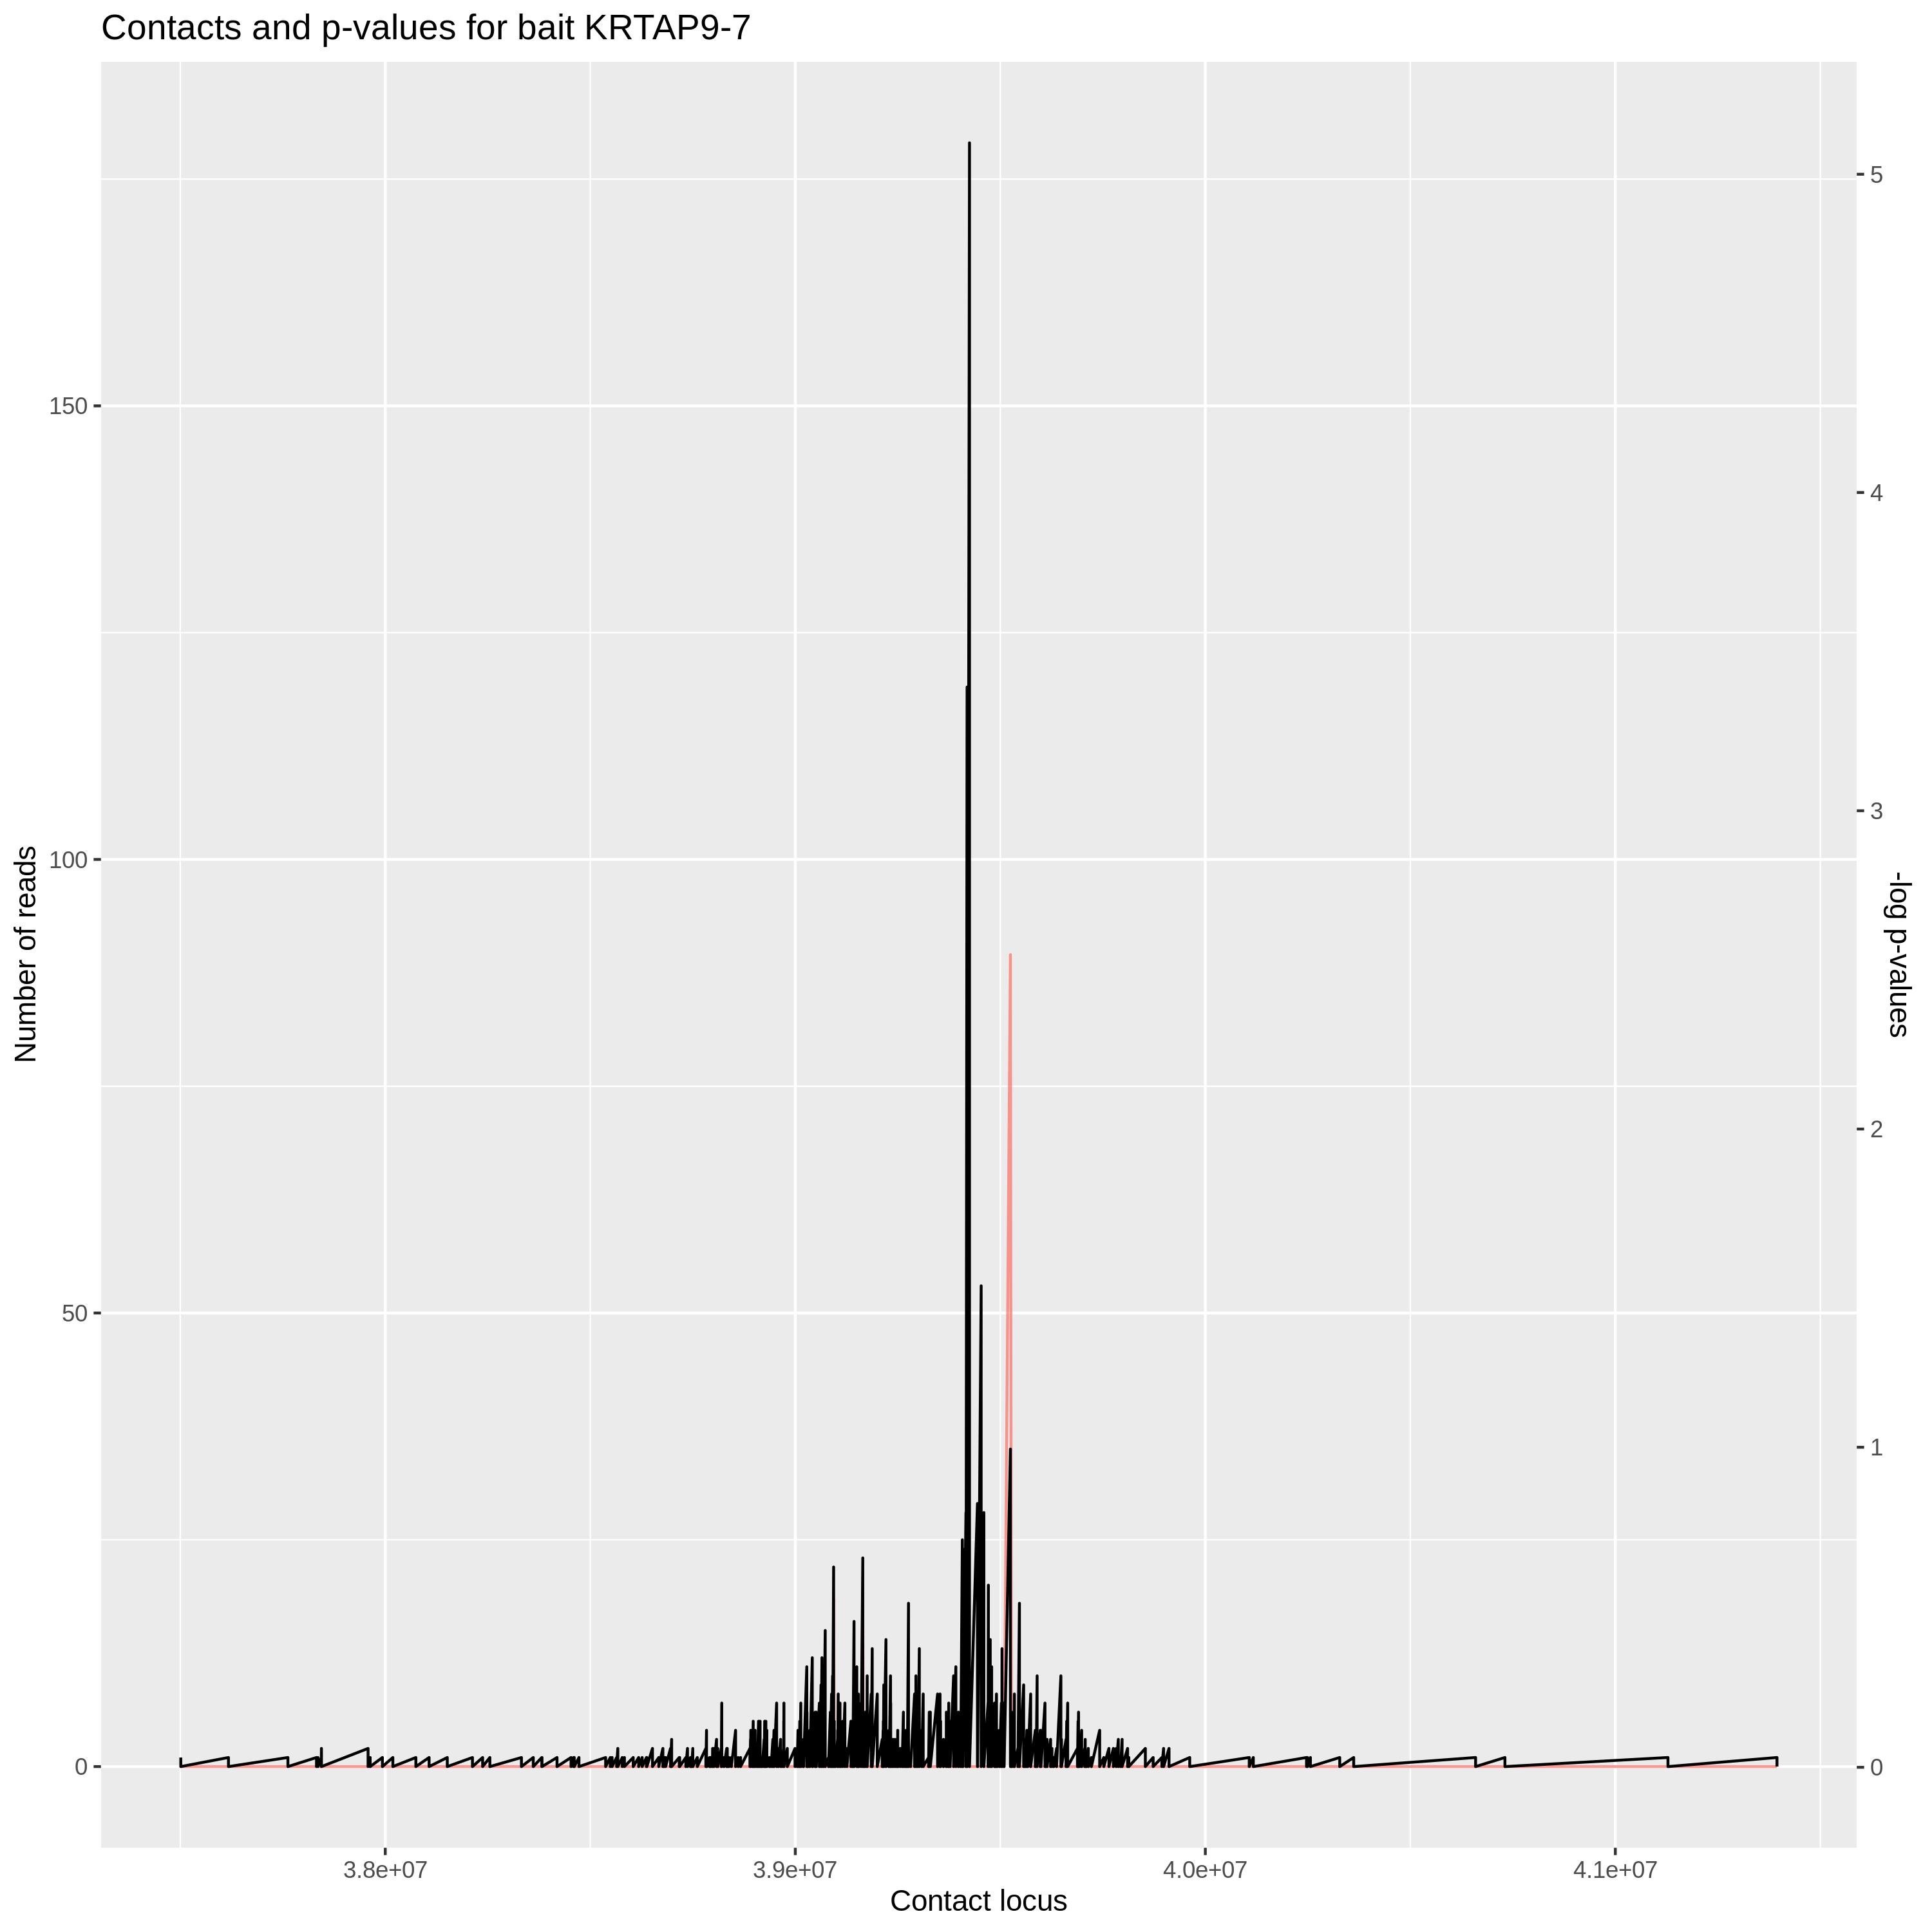 Contacts and p-values for bait KRTAP9-7
Number of reads
150
100
50
0
5
4
3
2
1
0
-log p-values
3.8e+07
3.9e+07
4.0e+07
4.1e+07
Contact locus